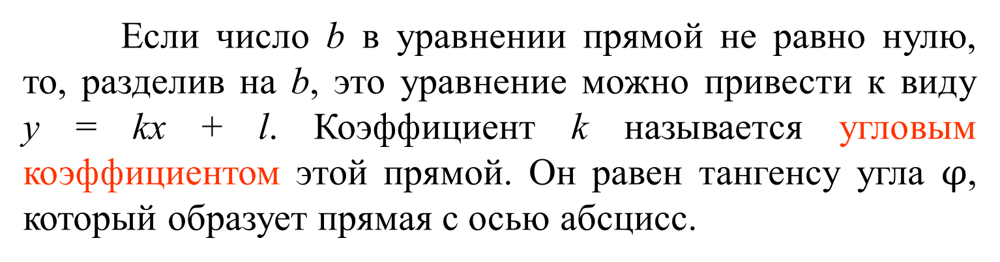 Если число b в уравнении прямой не равно нулю,
то, разделив на b, это уравнение можно привести к виду
y = kx + l. Коэффициент k называется угловым
коэффициентом этой прямой. Он равен тангенсу угла φ,
который образует прямая с осью абсцисс.